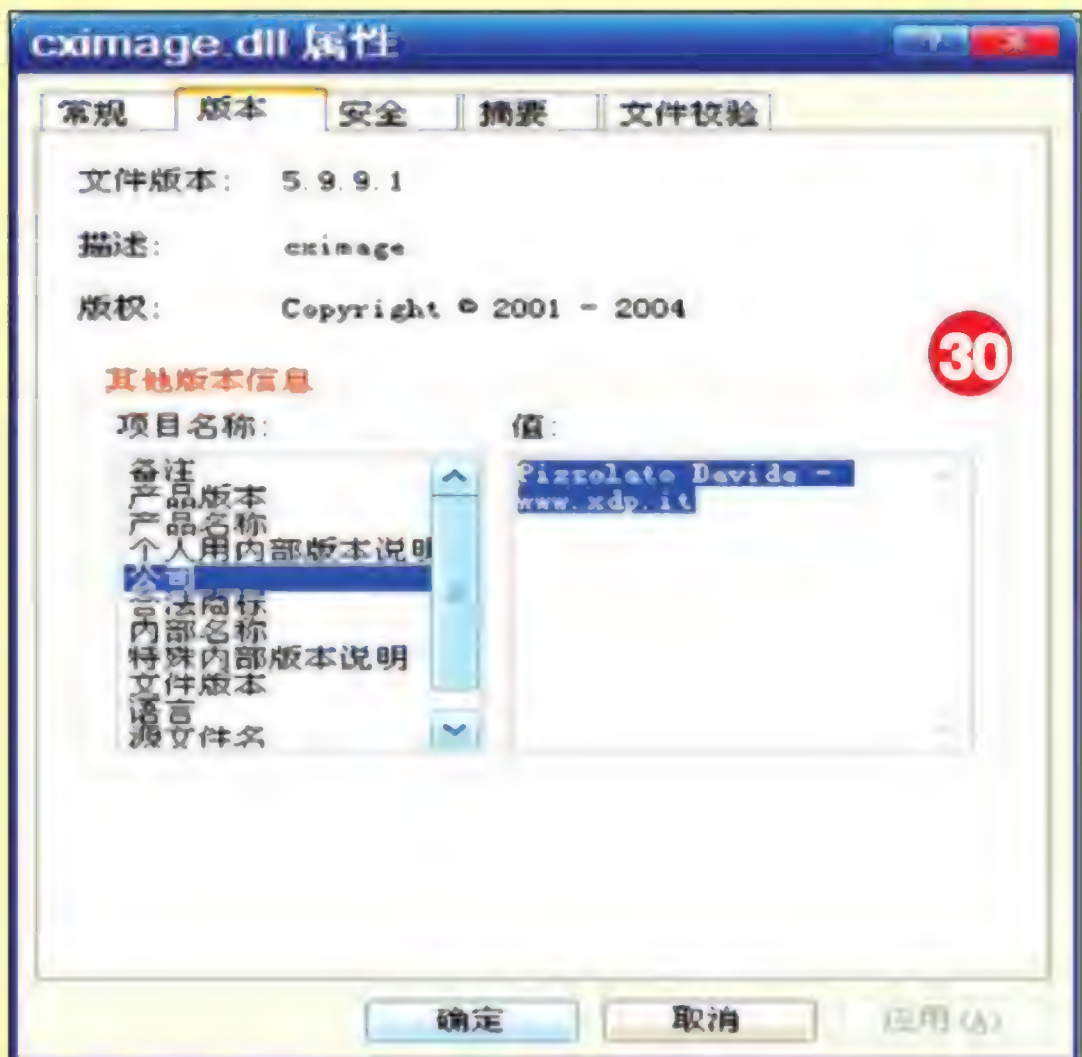 cximage.dll 属性
常规 版本 安全 摘要 文件校验
文件版本: 5.9.9.1
描述: cximage
版权: Copyright © 2001 - 2004
30
其他版本信息
项目名称: 值:
备注
产品版本
产品名称
个人用内部版本说明
公司
合法商标
内部名称
特殊内部版本说明
文件版本
语言
源文件名
Pizzolato Davide -
www.xdp.it
确定 取消 应用(A)